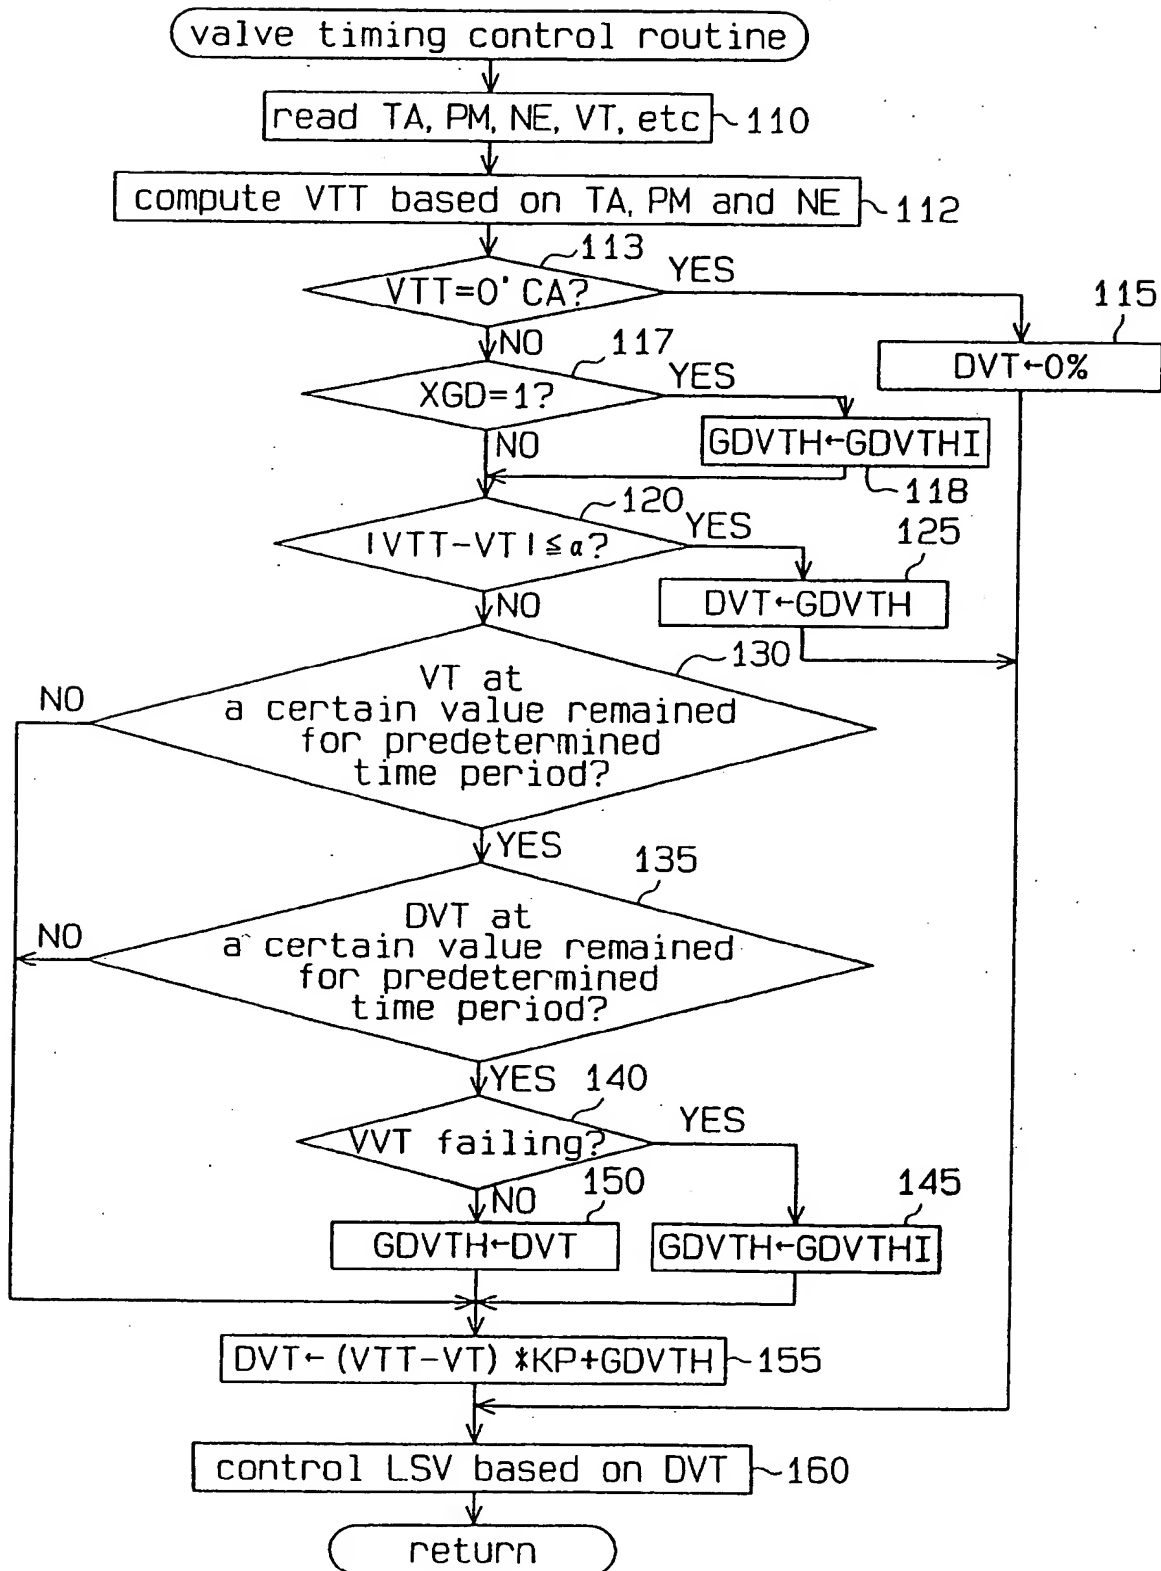 valve timing control routine
read TA, PM, NE, VT, etc
110
compute VTT based on TA, PM and NE
112
113
VTT=0° CA?
YES
NO
115
DVT←0%
117
XGD=1?
YES
NO
GDVTH←GDVTHI
118
120
|VTT-VT|≦α?
YES
NO
125
DVT←GDVTH
130
VT at
a certain value remained
for predetermined
time period?
NO
YES
135
DVT at
a certain value remained
for predetermined
time period?
NO
YES
140
VVT failing?
YES
NO
150
GDVTH←DVT
145
GDVTH←GDVTHI
DVT←(VTT-VT)*KP+GDVTH
155
control LSV based on DVT
160
return